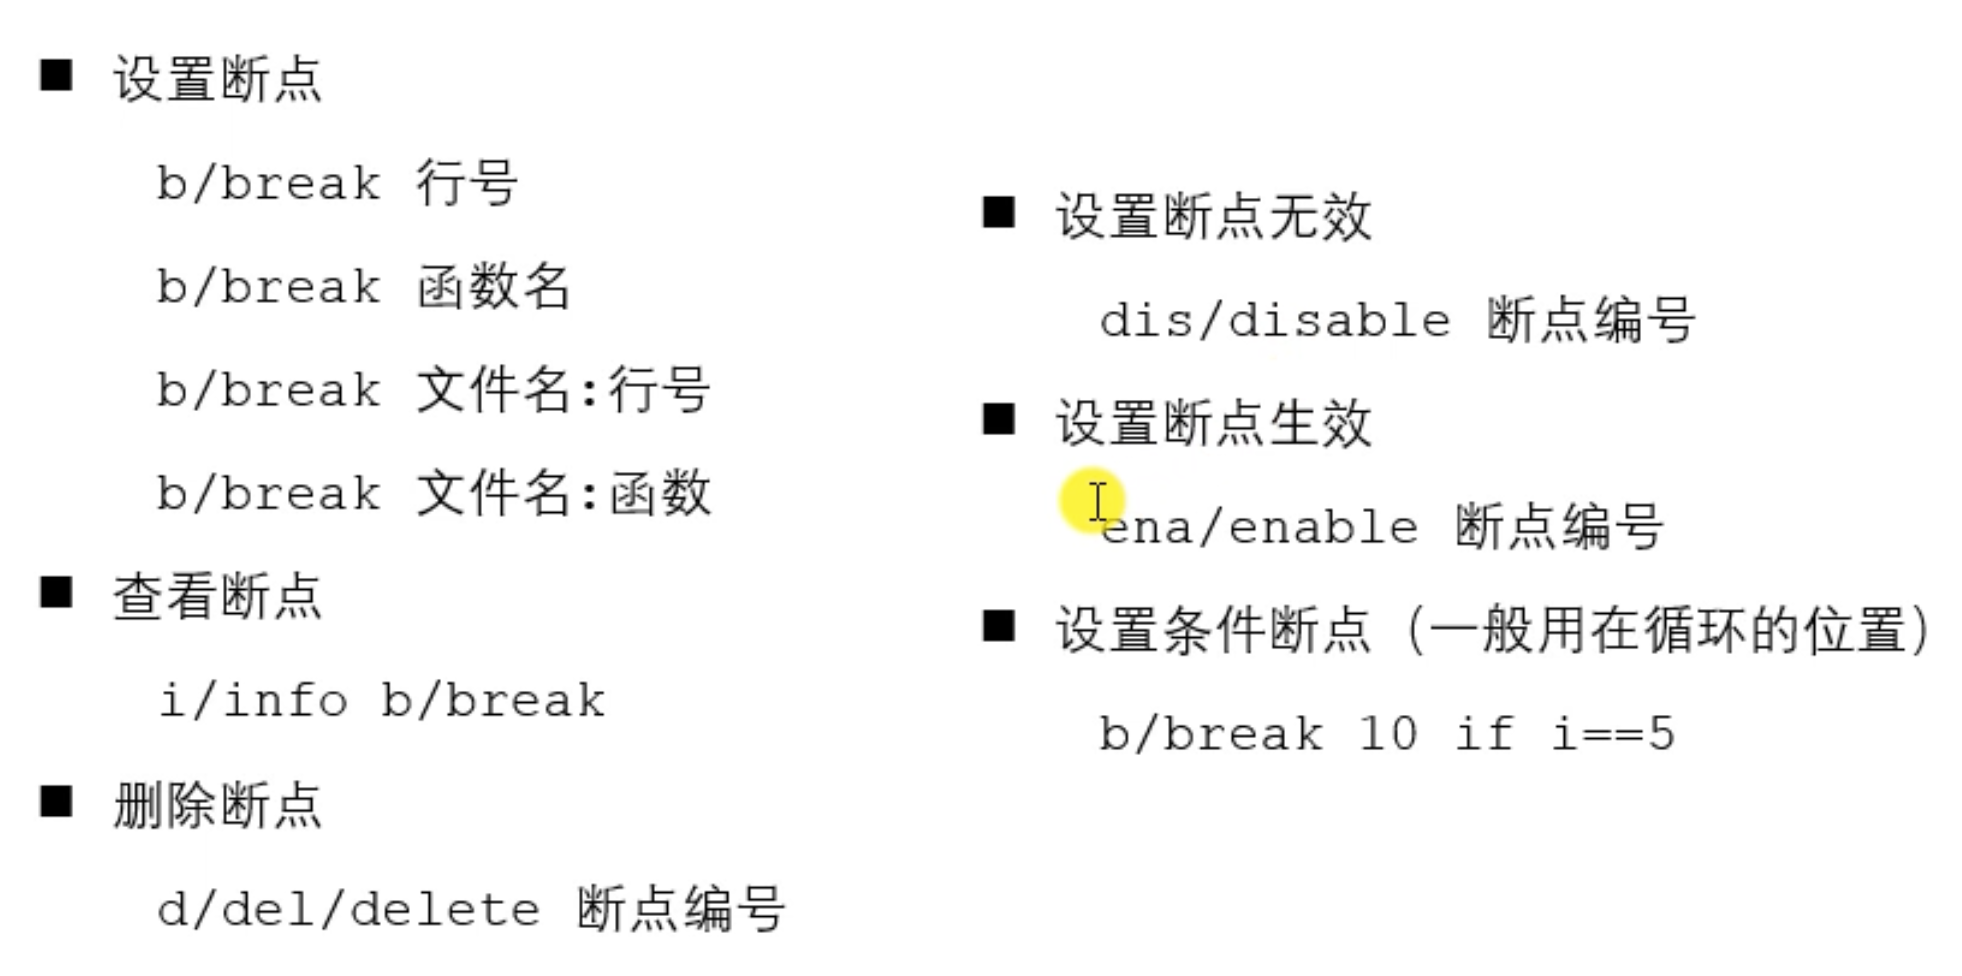 设置断点
b/break 行号
b/break 函数名
b/break 文件名:行号
b/break 文件名:函数
查看断点
i/info b/break
删除断点
d/del/delete 断点编号
设置断点无效
dis/disable 断点编号
设置断点生效
ena/enable 断点编号
设置条件断点（一般用在循环的位置）
b/break 10 if i==5